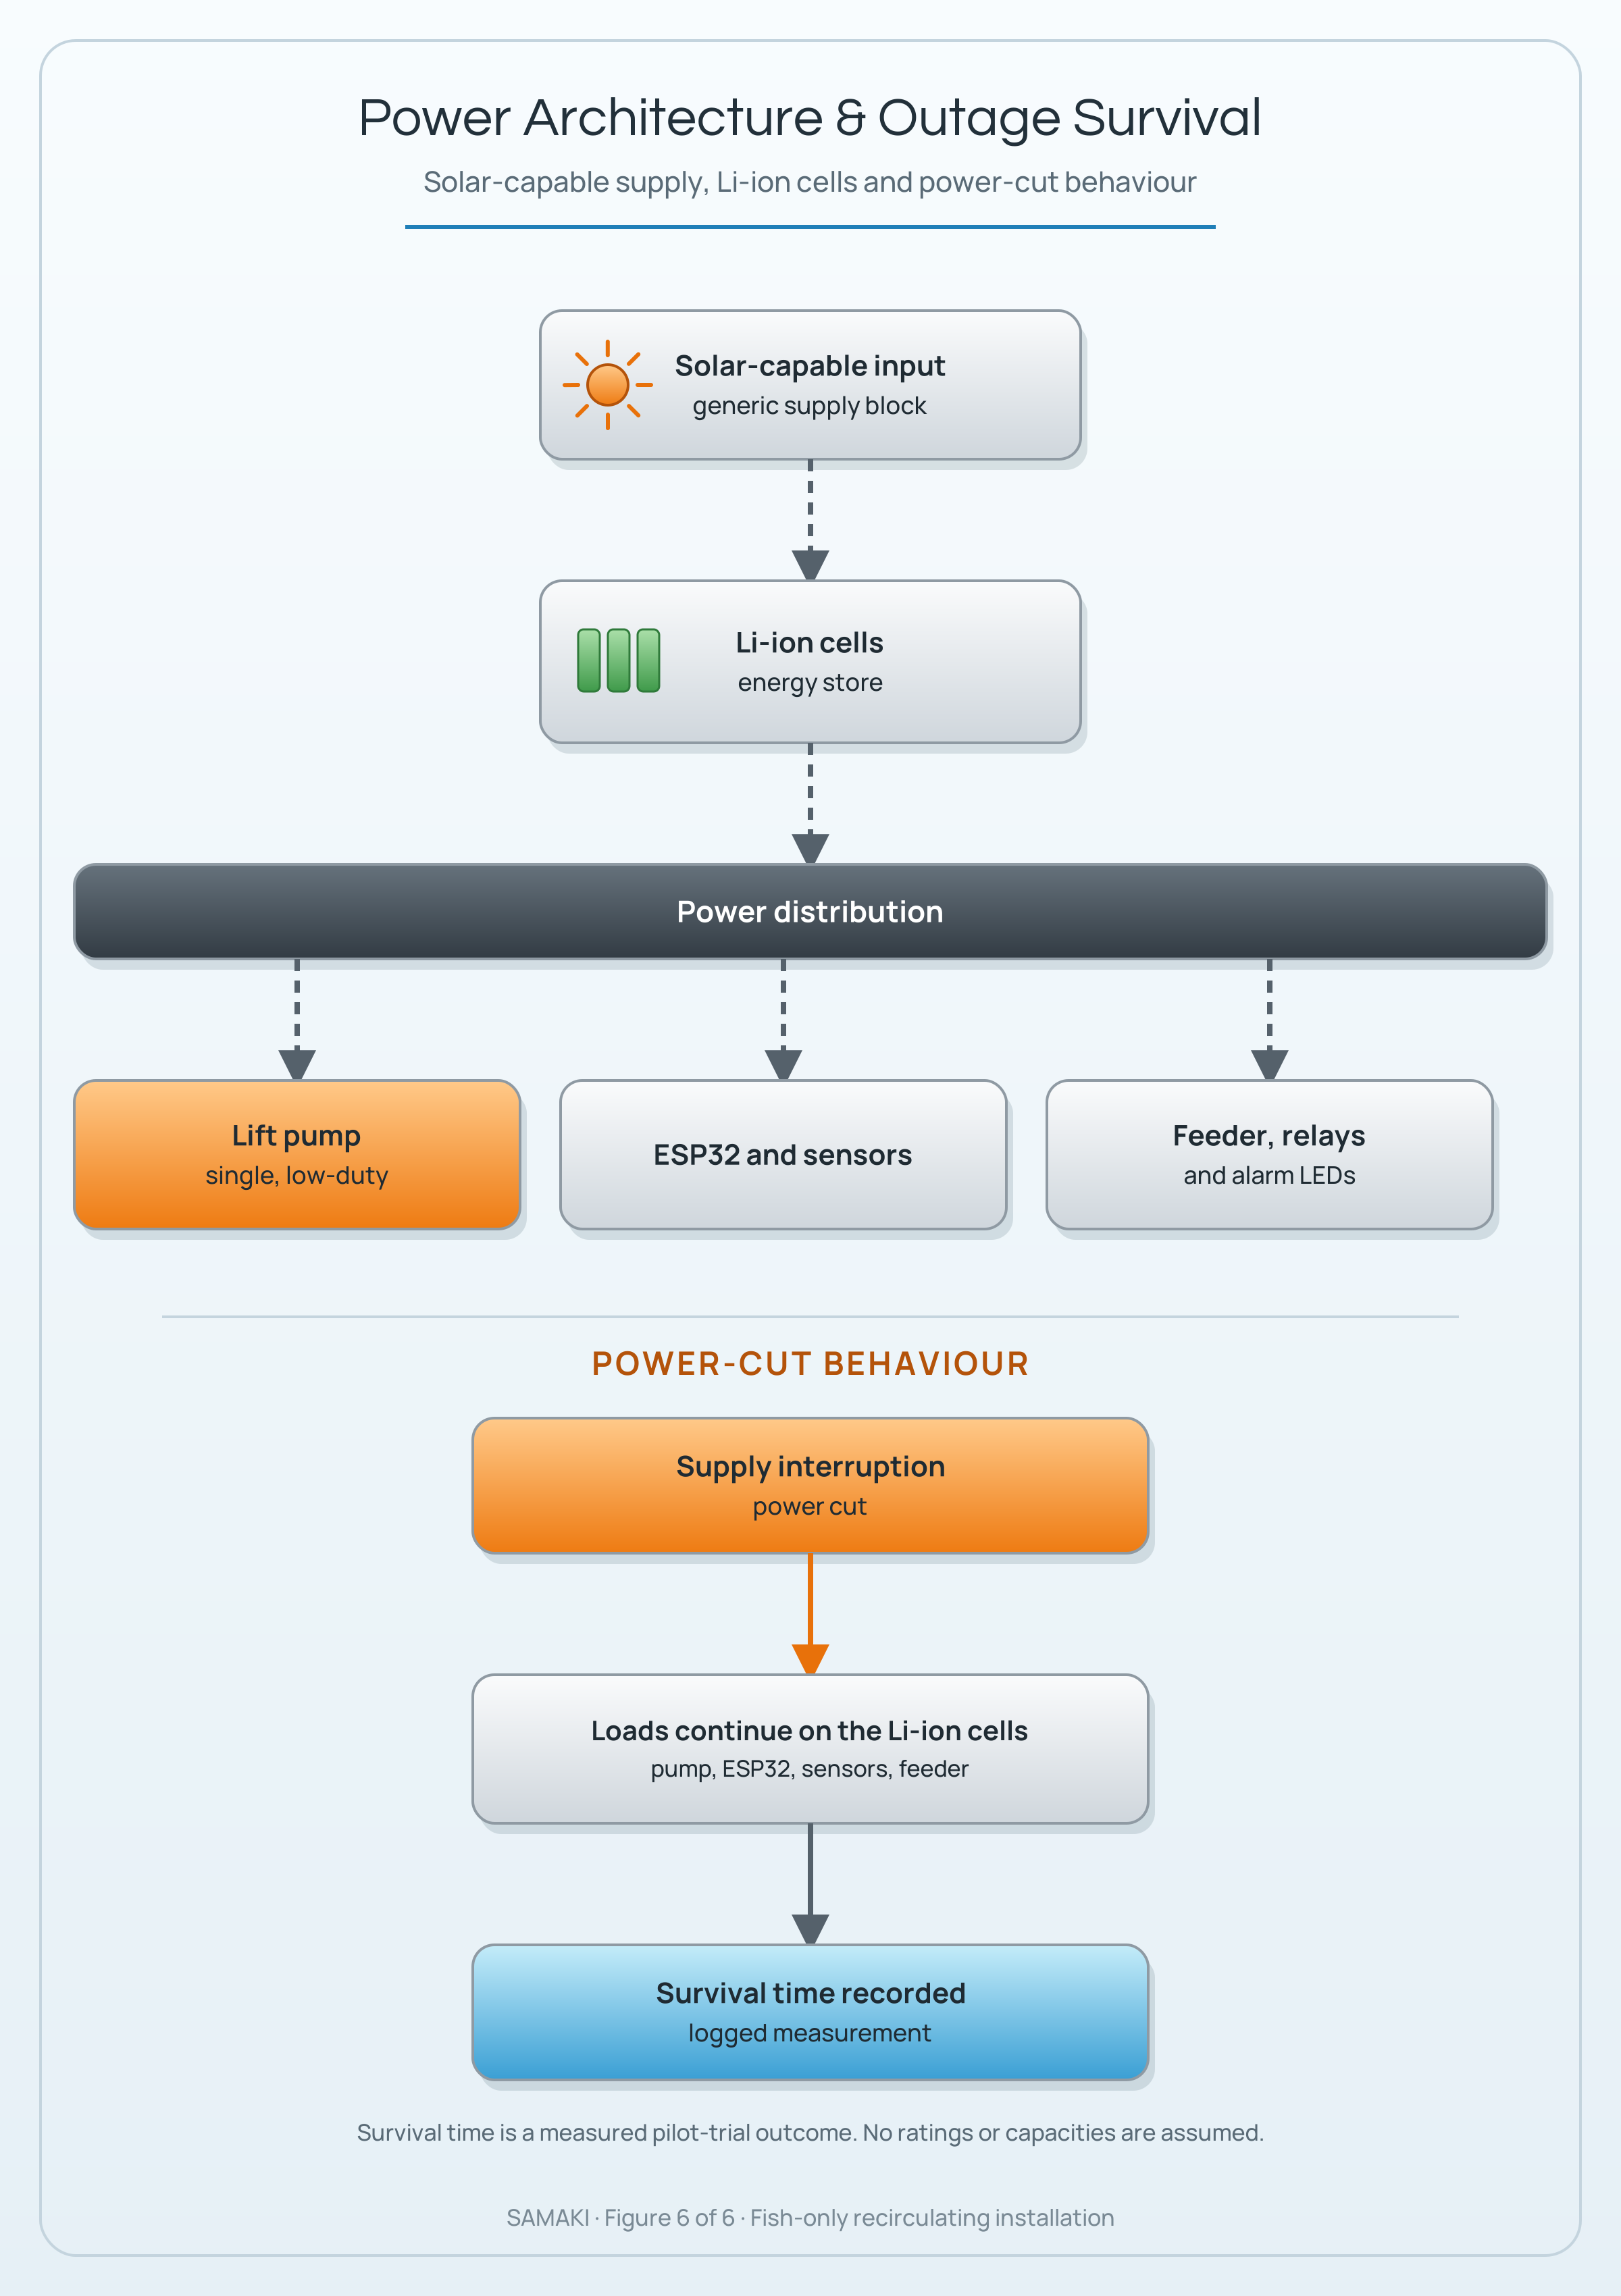 Power Architecture & Outage Survival
Solar-capable supply, Li-ion cells and power-cut behaviour
Solar-capable input
generic supply block
Li-ion cells
energy store
Power distribution
Lift pump
single, low-duty
ESP32 and sensors
Feeder, relays
and alarm LEDs
POWER-CUT BEHAVIOUR
Supply interruption
power cut
Loads continue on the Li-ion cells
pump, ESP32, sensors, feeder
Survival time recorded
logged measurement
Survival time is a measured pilot-trial outcome. No ratings or capacities are assumed.
SAMAKI · Figure 6 of 6 · Fish-only recirculating installation